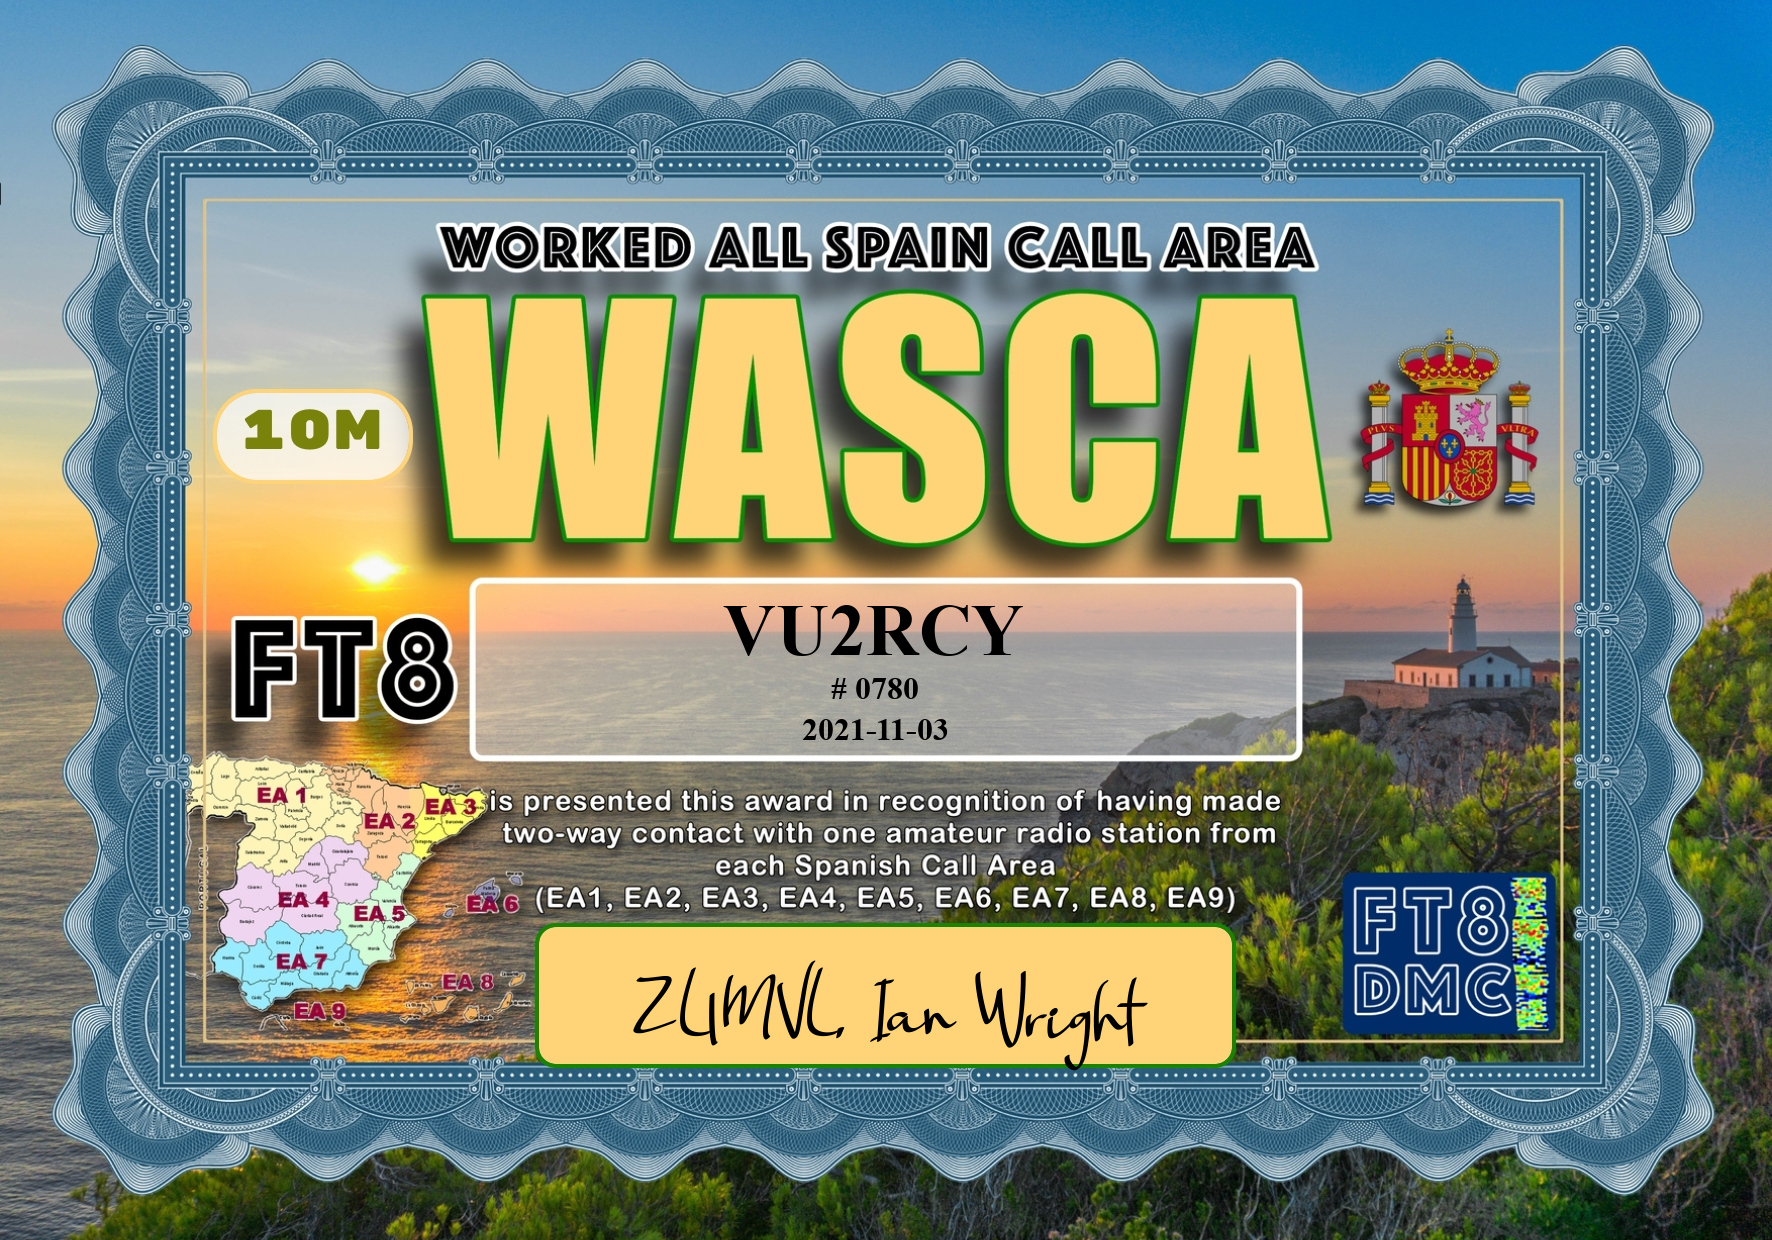 WORKED ALL SPAIN CALL AREA
WASCA
10M
PLVS VLTRA
FT8
VU2RCY
# 0780
2021-11-03
is presented this award in recognition of having made
two-way contact with one amateur radio station from
each Spanish Call Area
(EA1, EA2, EA3, EA4, EA5, EA6, EA7, EA8, EA9)
EA 1
EA 2
EA 3
EA 4
EA 5
EA 6
EA 7
EA 8
EA 9
ZL4MVL, Ian Wright
FT8
DMC